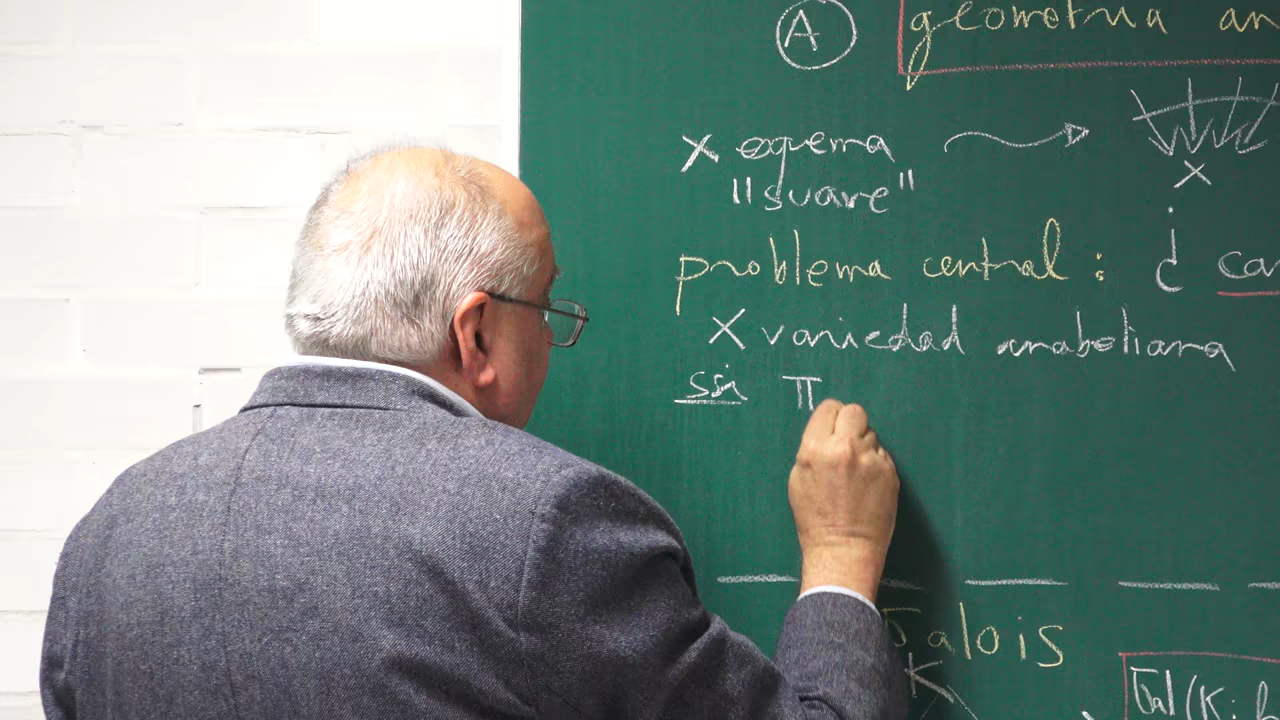 A geometria an
X esquema
"suave"
X
problema central: ¿ ca
X variedad anabeliana
ssi π
Galois
K
Gal(K: